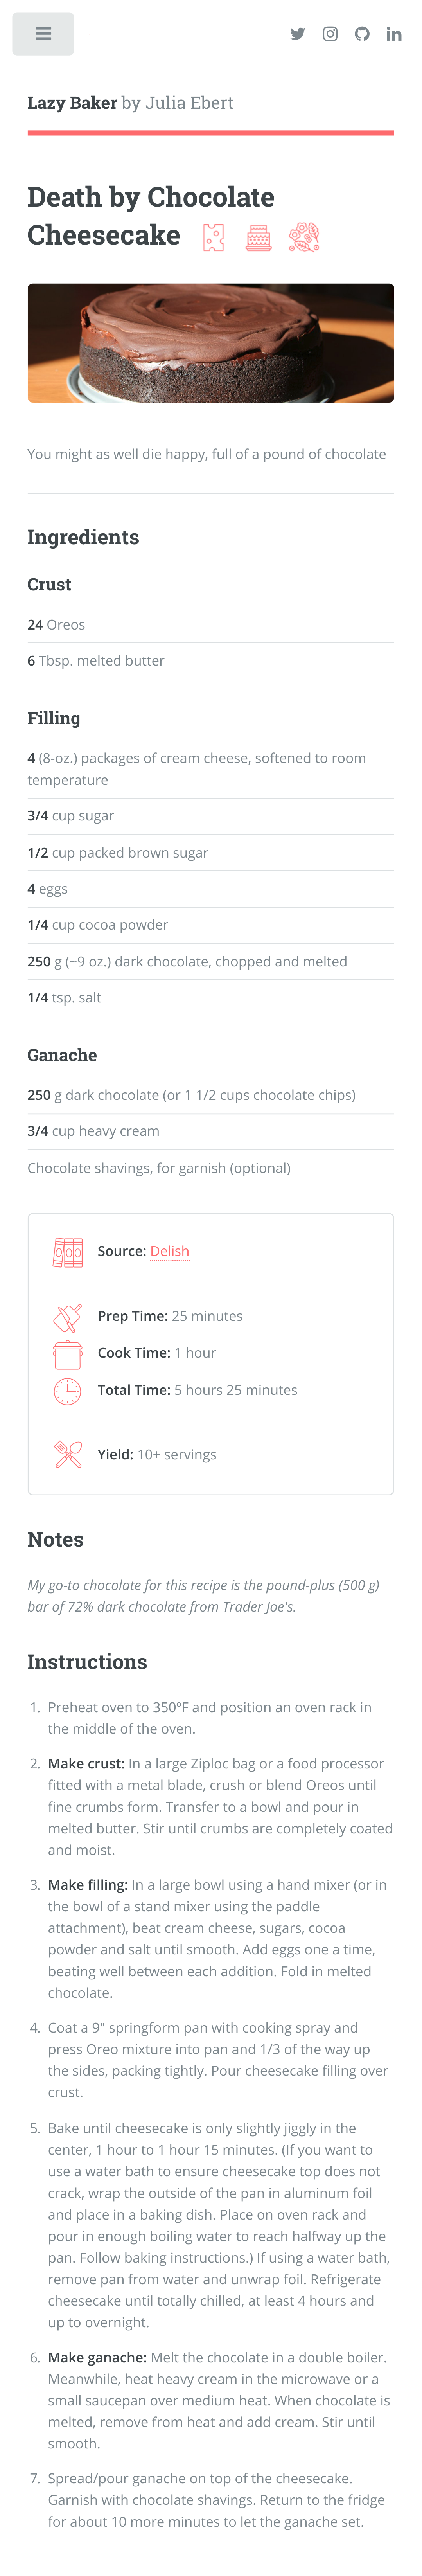 Lazy Baker by Julia Ebert
Death by Chocolate
Cheesecake
You might as well die happy, full of a pound of chocolate
Ingredients
Crust
24 Oreos
6 Tbsp. melted butter
Filling
4 (8-oz.) packages of cream cheese, softened to room
temperature
3/4 cup sugar
1/2 cup packed brown sugar
4 eggs
1/4 cup cocoa powder
250 g (~9 oz.) dark chocolate, chopped and melted
1/4 tsp. salt
Ganache
250 g dark chocolate (or 1 1/2 cups chocolate chips)
3/4 cup heavy cream
Chocolate shavings, for garnish (optional)
Source: Delish
Prep Time: 25 minutes
Cook Time: 1 hour
Total Time: 5 hours 25 minutes
Yield: 10+ servings
Notes
My go-to chocolate for this recipe is the pound-plus (500 g)
bar of 72% dark chocolate from Trader Joe's.
Instructions
1. Preheat oven to 350ºF and position an oven rack in
the middle of the oven.
2. Make crust: In a large Ziploc bag or a food processor
fitted with a metal blade, crush or blend Oreos until
fine crumbs form. Transfer to a bowl and pour in
melted butter. Stir until crumbs are completely coated
and moist.
3. Make filling: In a large bowl using a hand mixer (or in
the bowl of a stand mixer using the paddle
attachment), beat cream cheese, sugars, cocoa
powder and salt until smooth. Add eggs one a time,
beating well between each addition. Fold in melted
chocolate.
4. Coat a 9" springform pan with cooking spray and
press Oreo mixture into pan and 1/3 of the way up
the sides, packing tightly. Pour cheesecake filling over
crust.
5. Bake until cheesecake is only slightly jiggly in the
center, 1 hour to 1 hour 15 minutes. (If you want to
use a water bath to ensure cheesecake top does not
crack, wrap the outside of the pan in aluminum foil
and place in a baking dish. Place on oven rack and
pour in enough boiling water to reach halfway up the
pan. Follow baking instructions.) If using a water bath,
remove pan from water and unwrap foil. Refrigerate
cheesecake until totally chilled, at least 4 hours and
up to overnight.
6. Make ganache: Melt the chocolate in a double boiler.
Meanwhile, heat heavy cream in the microwave or a
small saucepan over medium heat. When chocolate is
melted, remove from heat and add cream. Stir until
smooth.
7. Spread/pour ganache on top of the cheesecake.
Garnish with chocolate shavings. Return to the fridge
for about 10 more minutes to let the ganache set.